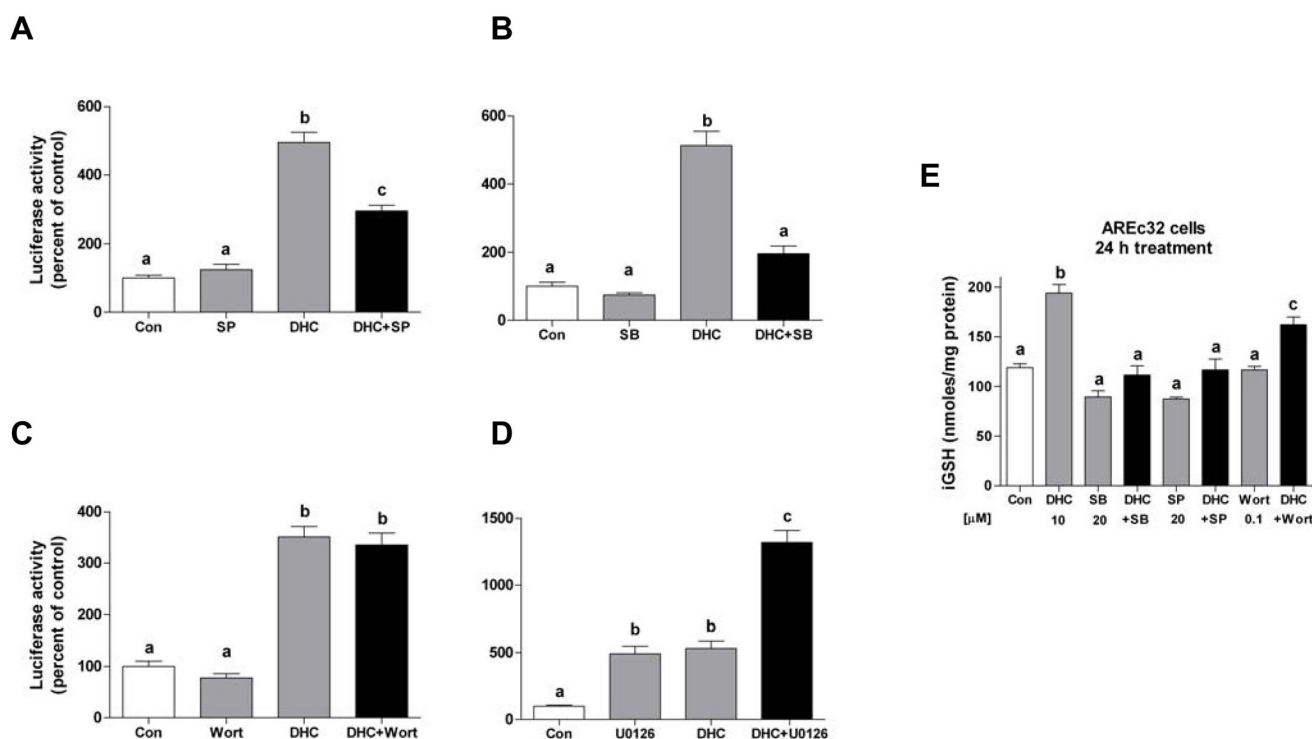 A
Luciferase activity
(percent of control)
600
400
200
0
a
a
b
c
Con
SP
DHC
DHC+SP
B
600
400
200
0
a
a
b
a
Con
SB
DHC
DHC+SB
C
Luciferase activity
(percent of control)
400
300
200
100
0
a
a
b
b
Con
Wort
DHC
DHC+Wort
D
1500
1000
500
0
a
b
b
c
Con
U0126
DHC
DHC+U0126
E
AREc32 cells
24 h treatment
iGSH (nmoles/mg protein)
200
150
100
50
0
a
b
a
a
a
a
a
c
Con DHC SB DHC SP DHC Wort DHC
[μM] 10 20 +SB 20 +SP 0.1 +Wort